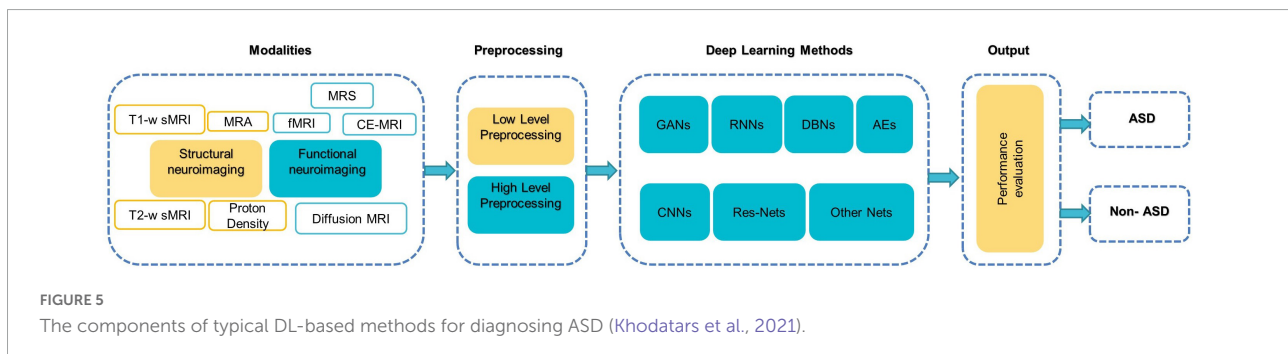 Modalities
Preprocessing
Deep Learning Methods
Output
MRS
T1-w sMRI
MRA
fMRI
CE-MRI
Structural
neuroimaging
Functional
neuroimaging
T2-w sMRI
Proton
Density
Diffusion MRI
Low Level
Preprocessing
High Level
Preprocessing
GANs
RNNs
DBNs
AEs
CNNs
Res-Nets
Other Nets
Performance
evaluation
ASD
Non- ASD
FIGURE 5
The components of typical DL-based methods for diagnosing ASD (Khodatars et al., 2021).